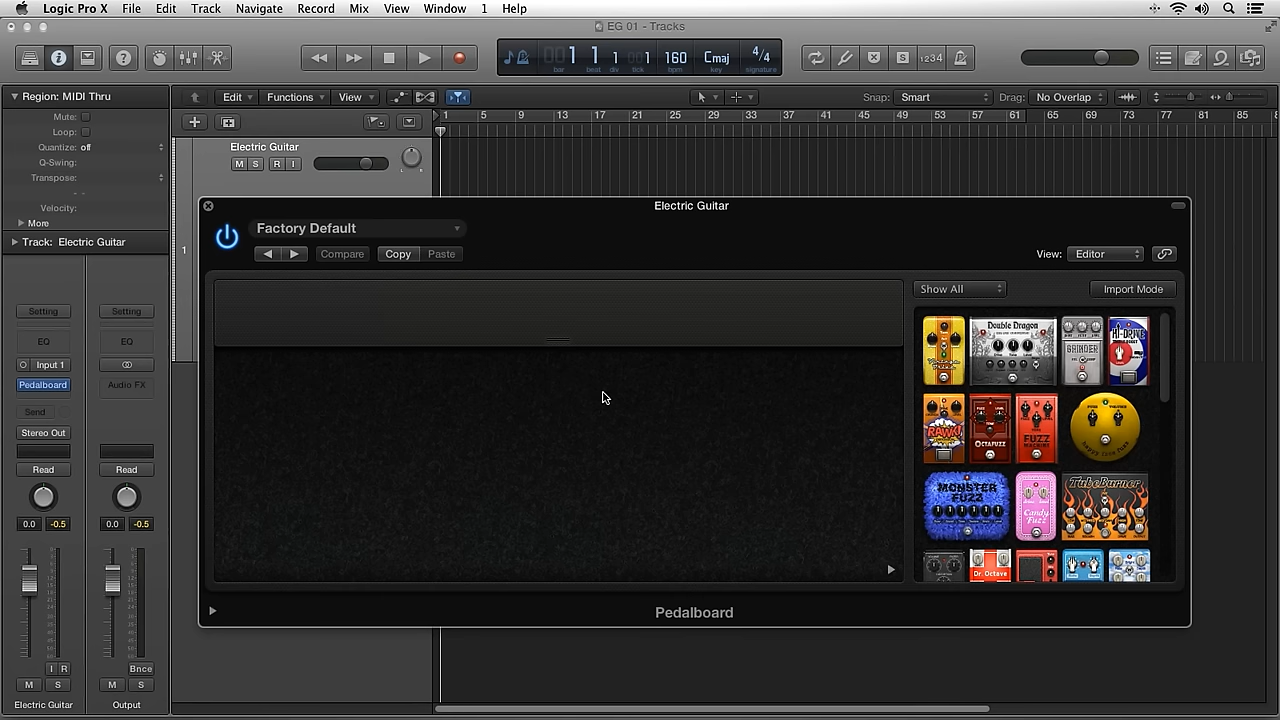 Logic Pro X File Edit Track Navigate Record Mix View Window 1 Help
EG 01 - Tracks
1 1 1 1 160 Cmaj 4/4
bar beat div tick bpm key signature
1234
Region: MIDI Thru
Edit Functions View
Snap: Smart Drag: No Overlap
Mute:
Loop:
Quantize: off
Q-Swing:
Transpose:
Velocity:
More
Track: Electric Guitar
1 5 9 13 17 21 25 29 33 37 41 45 49 53 57 61 65 69 73 77 81 85
Electric Guitar
M S R I
L R
1
Setting Setting
EQ EQ
Input 1
Pedalboard Audio FX
Send
Stereo Out
Read Read
0.0 -0.5 0.0 -0.5
I R Bnce
M S M S
Electric Guitar Output
Electric Guitar
Factory Default
Compare Copy Paste
View: Editor
Show All Import Mode
Double Dragon
GRINDER
HI-DRIVE
RAWK!
OCTAFUZZ
FUZZ MACHINE
happy face fuzz
MONSTER FUZZ
Candy Fuzz
TubeBurner
Dr. Octave
Pedalboard